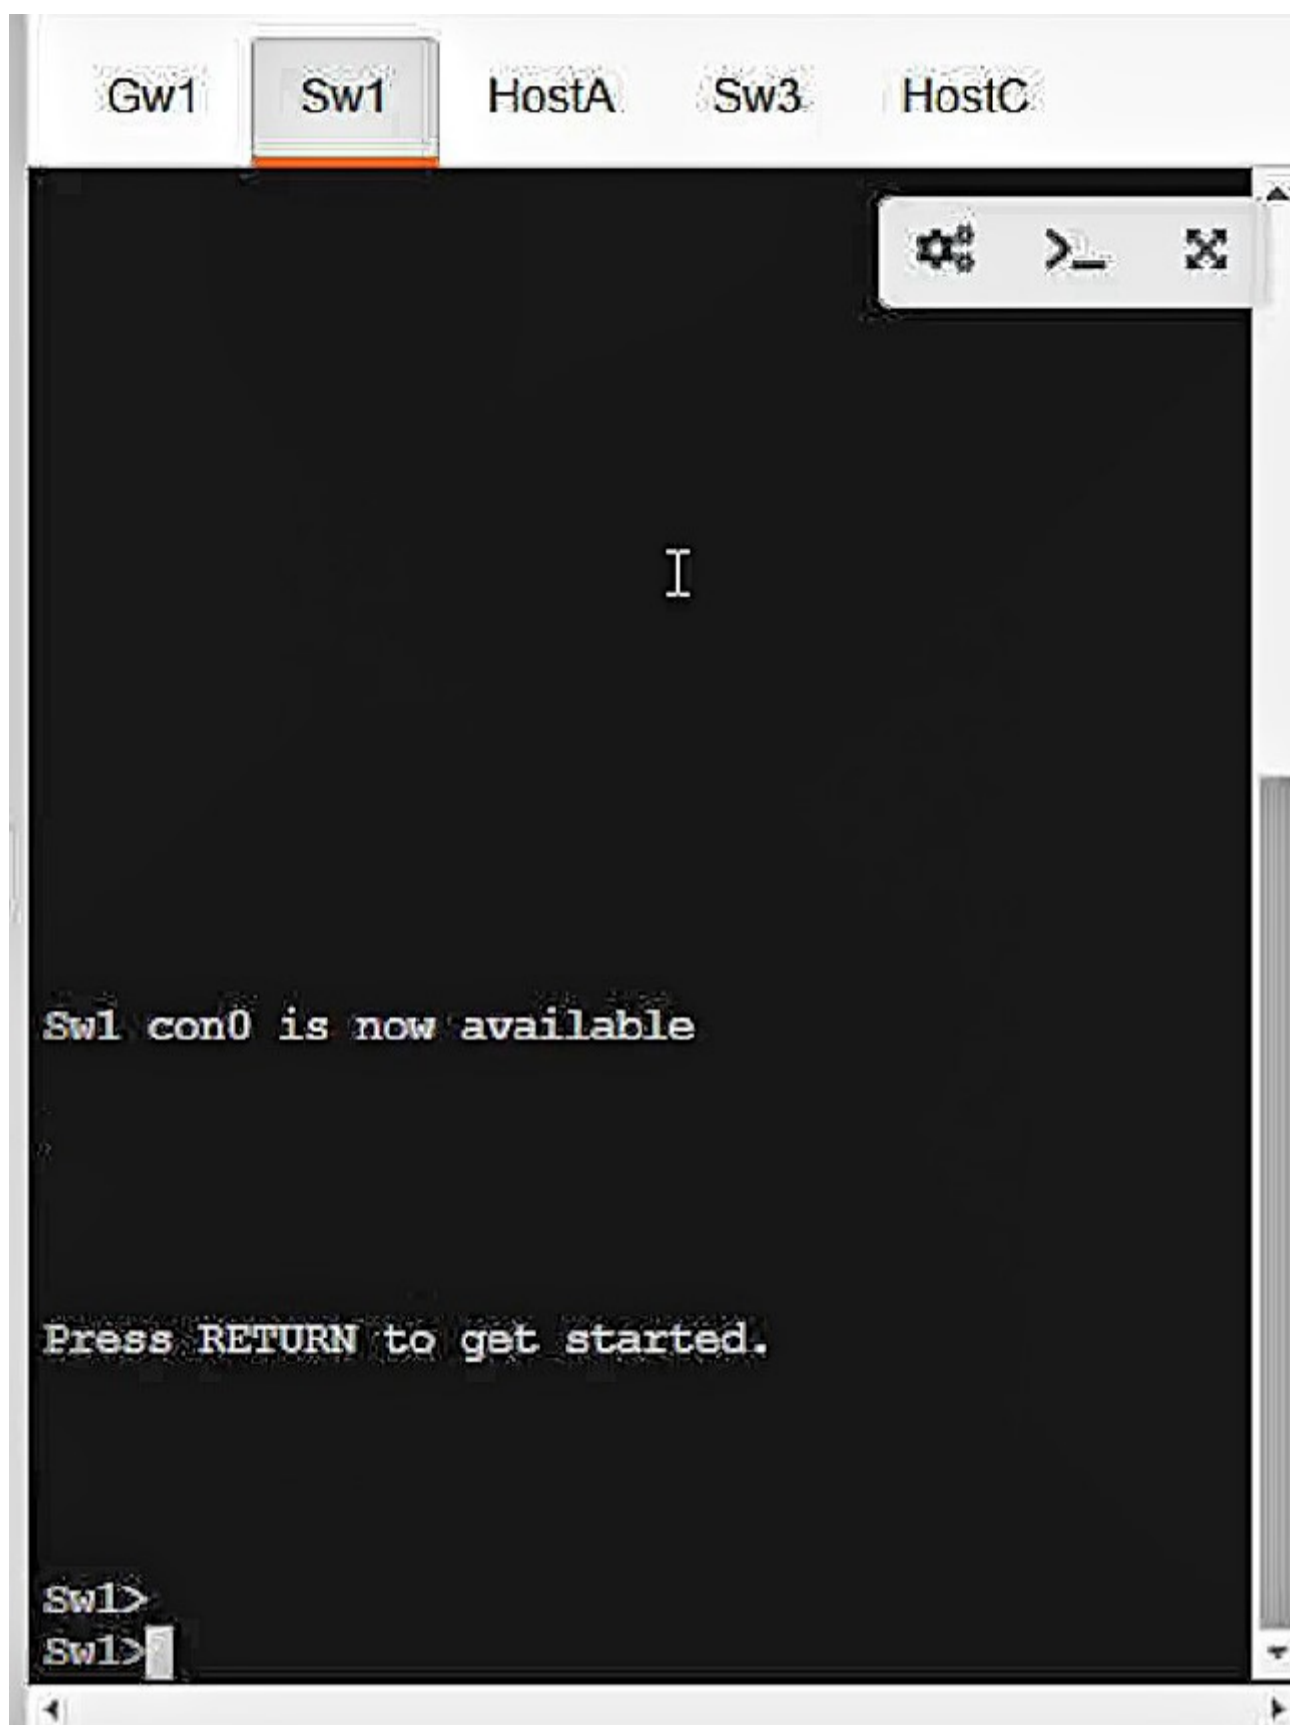 Gw1 Sw1 HostA Sw3 HostC
Sw1 con0 is now available
Press RETURN to get started.
Sw1>
Sw1>